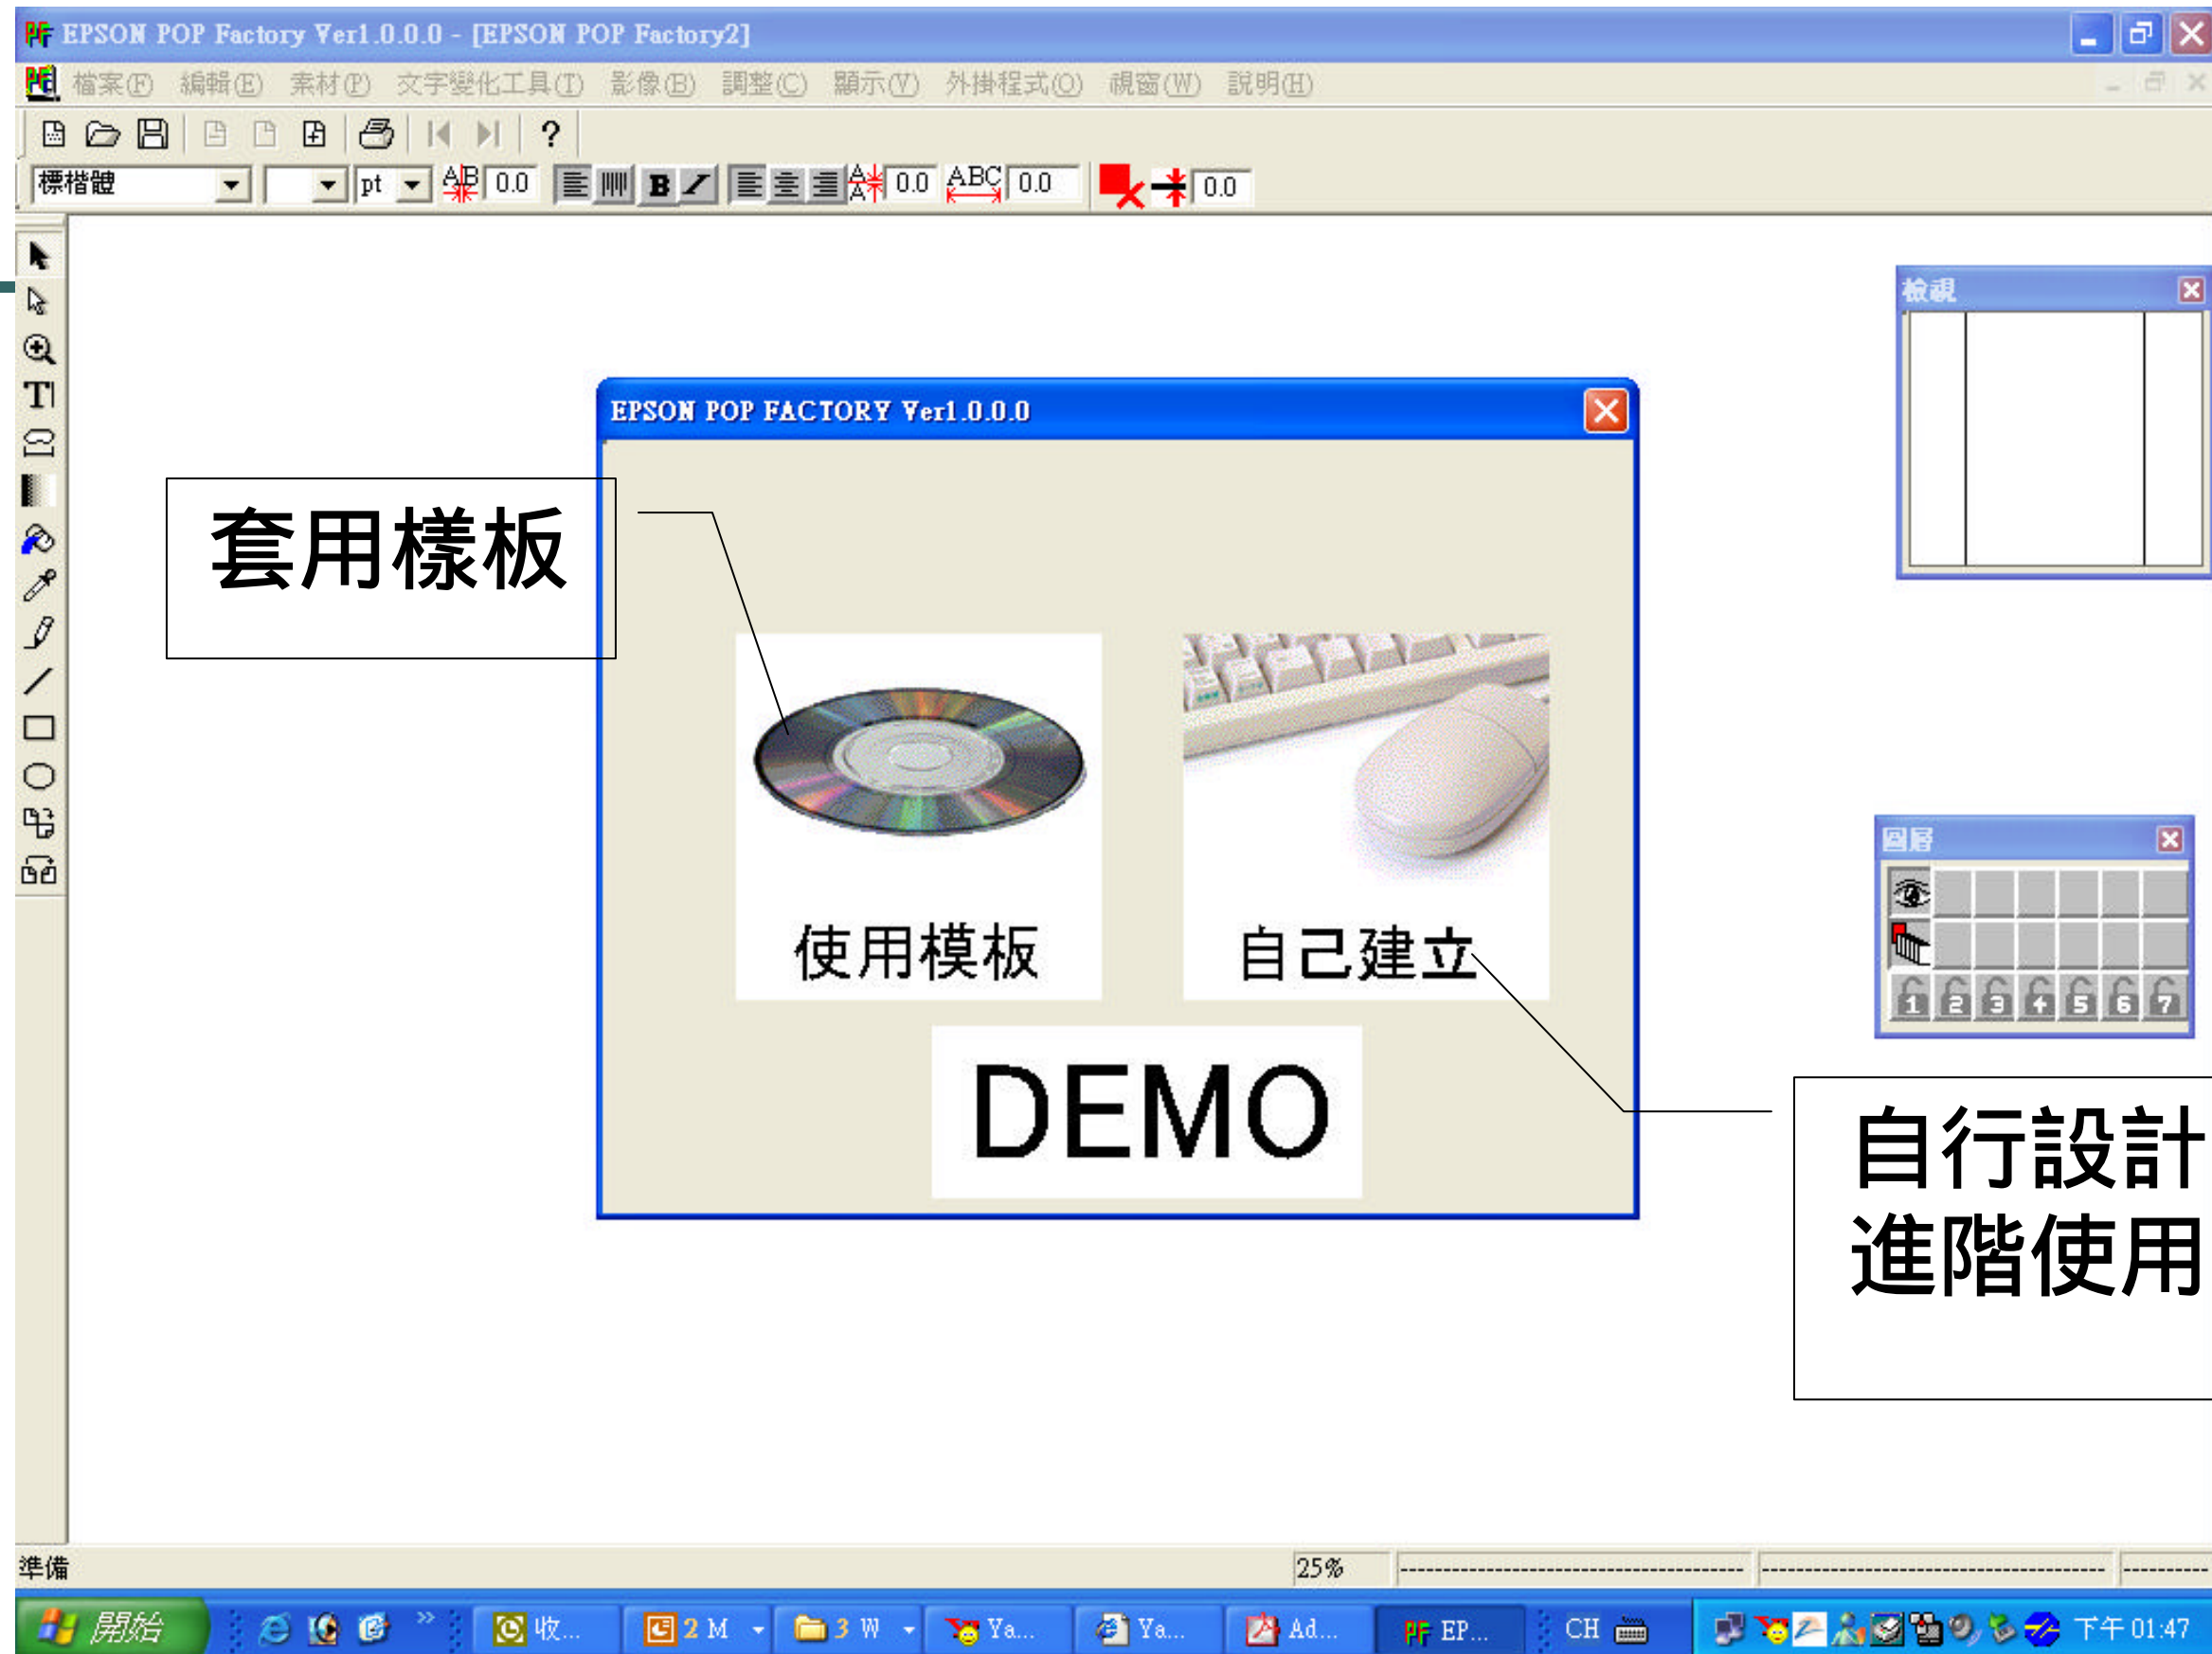 EPSON POP Factory Ver1.0.0.0 - [EPSON POP Factory2]
檔案(F) 編輯(E) 素材(P) 文字變化工具(T) 影像(B) 調整(C) 顯示(V) 外掛程式(O) 視窗(W) 說明(H)
標楷體 pt A|B 0.0 B I A A 0.0 ABC 0.0 0.0
檢視
EPSON POP FACTORY Ver1.0.0.0
套用樣板
使用模板
自己建立
DEMO
圖層
1 2 3 4 5 6 7
自行設計
進階使用
準備 25%
開始 收... 2 M 3 W Ya... Ya... Ad... EP... CH 下午 01:47